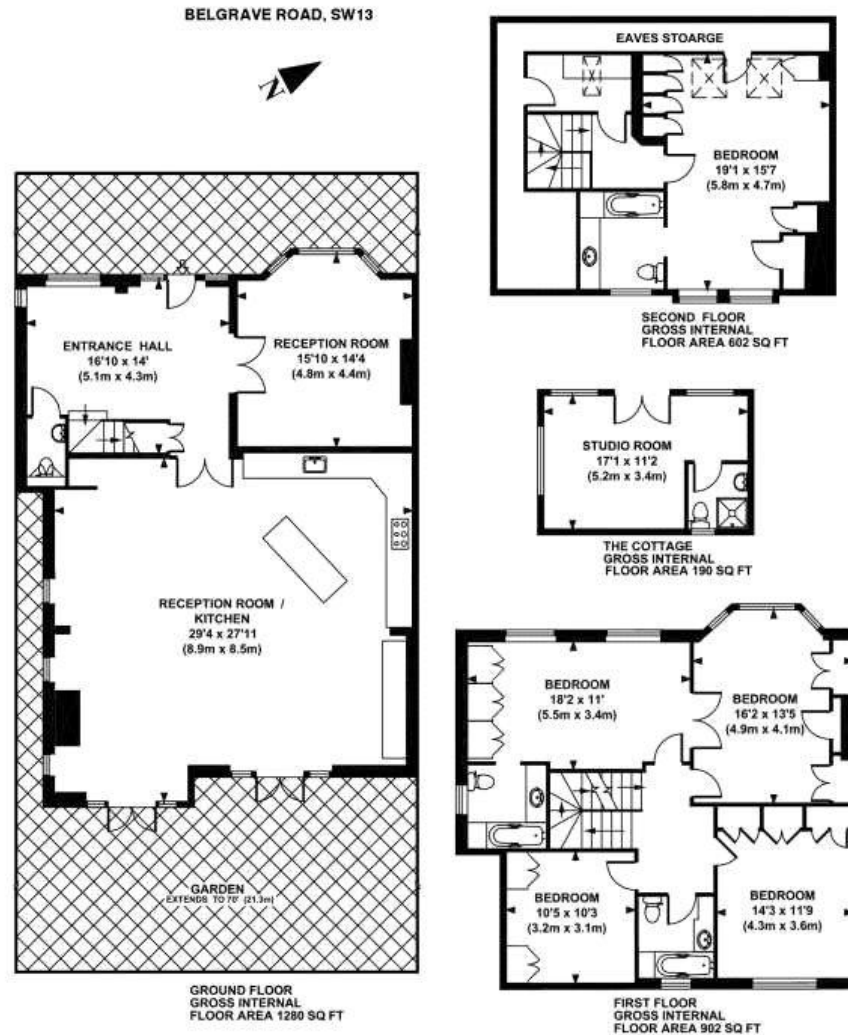 BELGRAVE ROAD, SW13
N
EAVES STOARGE
BEDROOM
19'1 x 15'7
(5.8m x 4.7m)
SECOND FLOOR
GROSS INTERNAL
FLOOR AREA 602 SQ FT
ENTRANCE HALL
16'10 x 14'
(5.1m x 4.3m)
RECEPTION ROOM
15'10 x 14'4
(4.8m x 4.4m)
STUDIO ROOM
17'1 x 11'2
(5.2m x 3.4m)
THE COTTAGE
GROSS INTERNAL
FLOOR AREA 190 SQ FT
RECEPTION ROOM /
KITCHEN
29'4 x 27'11
(8.9m x 8.5m)
BEDROOM
18'2 x 11'
(5.5m x 3.4m)
BEDROOM
16'2 x 13'5
(4.9m x 4.1m)
BEDROOM
10'5 x 10'3
(3.2m x 3.1m)
BEDROOM
14'3 x 11'9
(4.3m x 3.6m)
GARDEN
EXTENDS TO 70' (21.3m)
GROUND FLOOR
GROSS INTERNAL
FLOOR AREA 1280 SQ FT
FIRST FLOOR
GROSS INTERNAL
FLOOR AREA 902 SQ FT